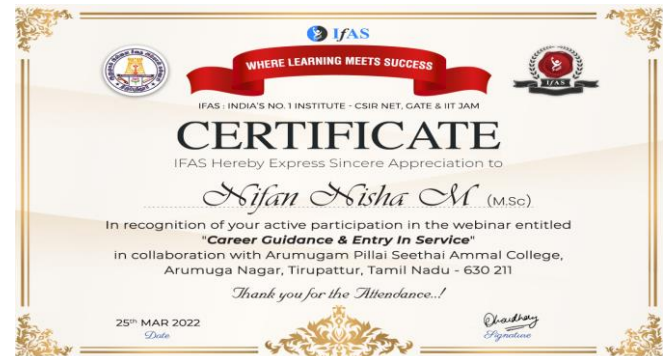 IFAS
WHERE LEARNING MEETS SUCCESS
IFAS
IFAS : INDIA'S NO. 1 INSTITUTE - CSIR NET, GATE & IIT JAM
CERTIFICATE
IFAS Hereby Express Sincere Appreciation to
Nifan Nisha M (M.Sc)
In recognition of your active participation in the webinar entitled
"Career Guidance & Entry In Service"
in collaboration with Arumugam Pillai Seethai Ammal College,
Arumuga Nagar, Tirupattur, Tamil Nadu - 630 211
Thank you for the Attendance..!
25th MAR 2022
Date
Chaudhary
Signature